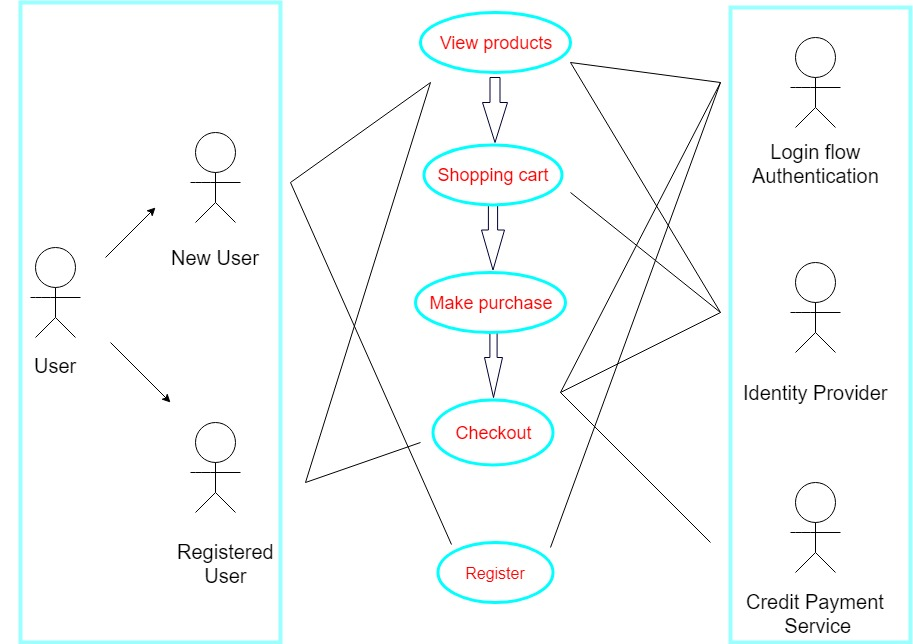 View products
Login flow
Authentication
Shopping cart
New User
Make purchase
User
Identity Provider
Checkout
Registered
User
Register
Credit Payment
Service